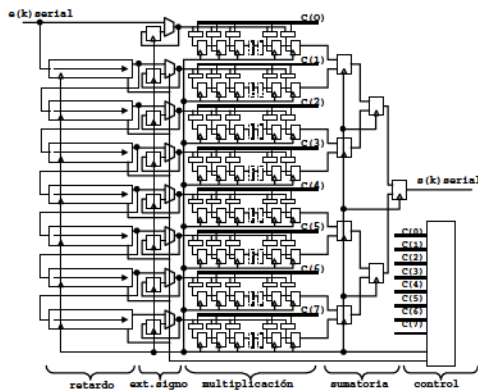 e(k)serial
C(0)
C(1)
C(2)
C(3)
C(4)
C(5)
C(6)
C(7)
s(k)serial
C(0)
C(1)
C(2)
C(3)
C(4)
C(5)
C(6)
C(7)
retardo
ext.signo
multiplicación
sumatoria
control